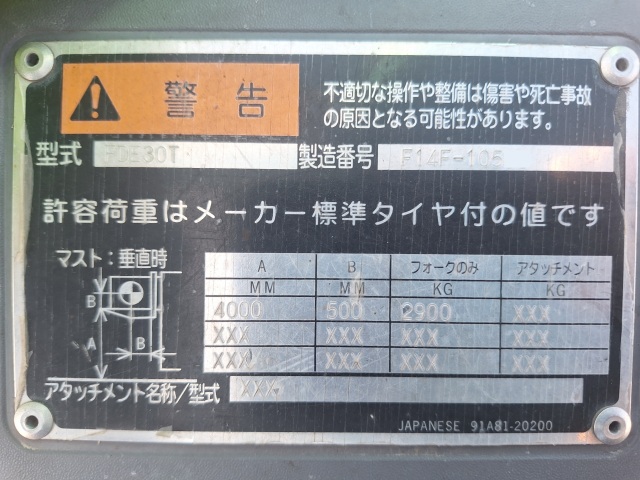 警告
不適切な操作や整備は傷害や死亡事故
の原因となる可能性があります。
型式 FDE30T 製造番号
許容荷重はメーカー標準タイヤ付の値です
マスト:垂直時
A B フォークのみ アタッチメント
MM MM KG KG
4000 500 2900 XXX
XXX XXX XXX XXX
XXX XXX XXX XXX
B
A
B
アタッチメント名称/型式 XXX
JAPANESE 91A81-20200